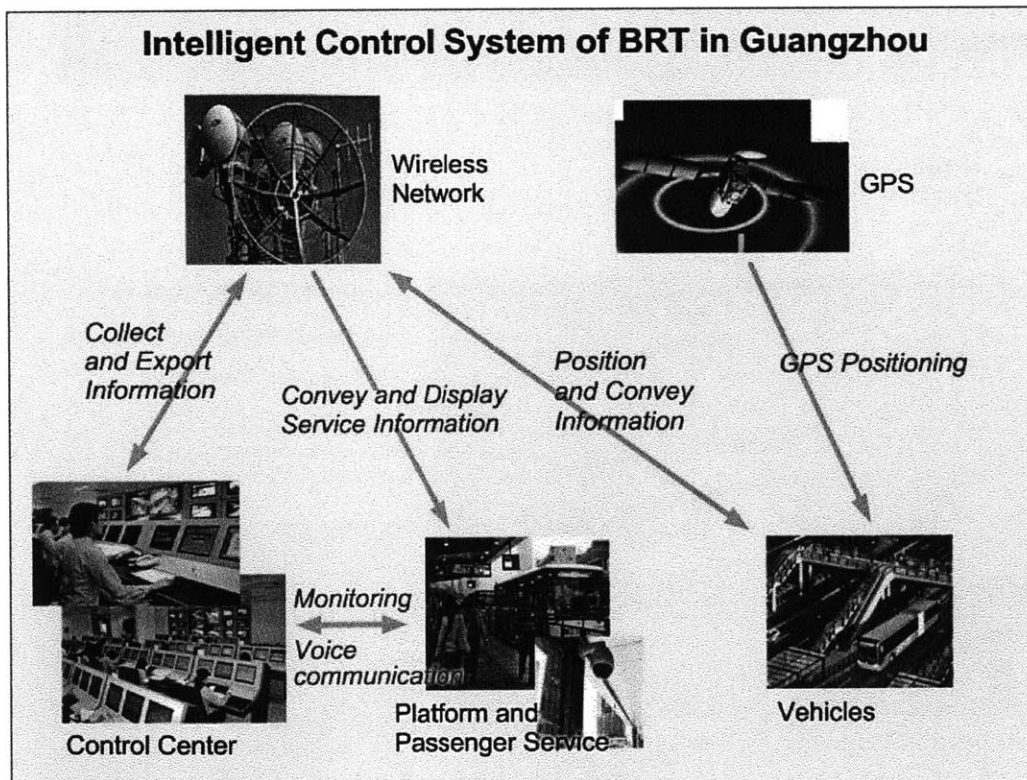 Intelligent Control System of BRT in Guangzhou
Wireless
Network
GPS
Collect
and Export
Information
Convey and Display
Service Information
Position
and Convey
Information
GPS Positioning
Monitoring
Voice
communication
Control Center
Platform and
Passenger Service
Vehicles